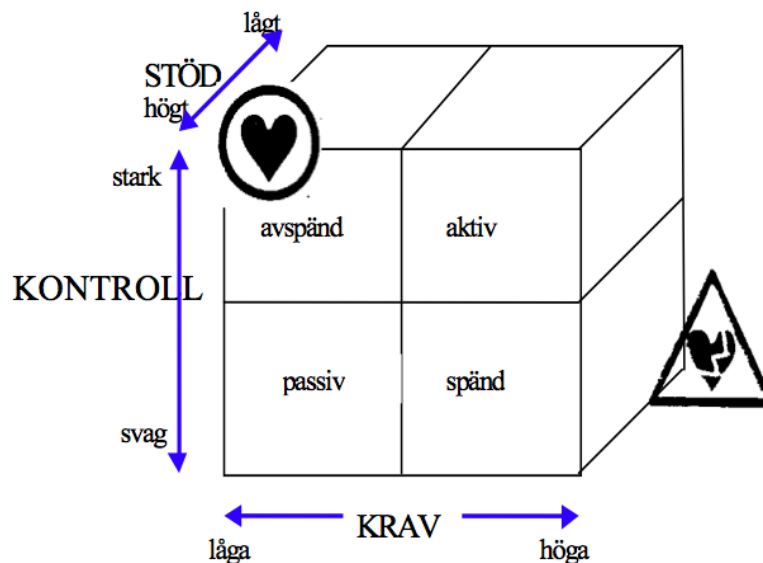 lågt
STÖD
högt
stark
avspänd
aktiv
KONTROLL
passiv
spänd
svag
KRAV
låga
höga